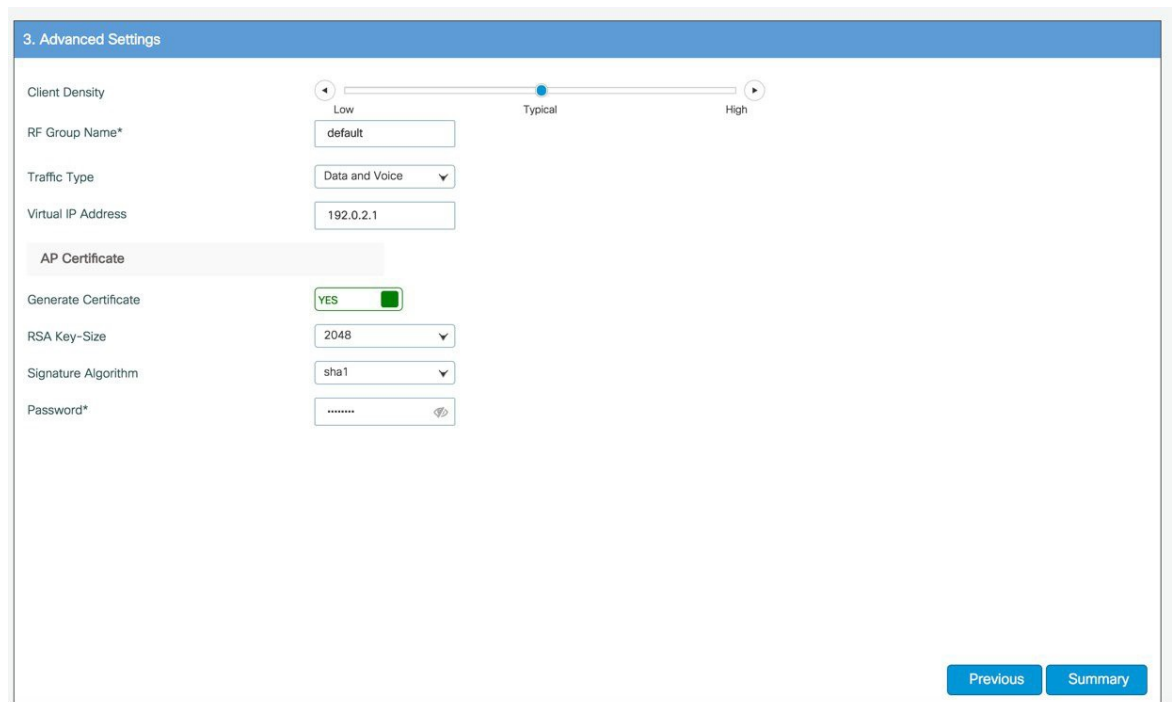 3. Advanced Settings
Client Density
Low Typical High
RF Group Name*
default
Traffic Type
Data and Voice
Virtual IP Address
192.0.2.1
AP Certificate
Generate Certificate
YES
RSA Key-Size
2048
Signature Algorithm
sha1
Password*
........
Previous Summary